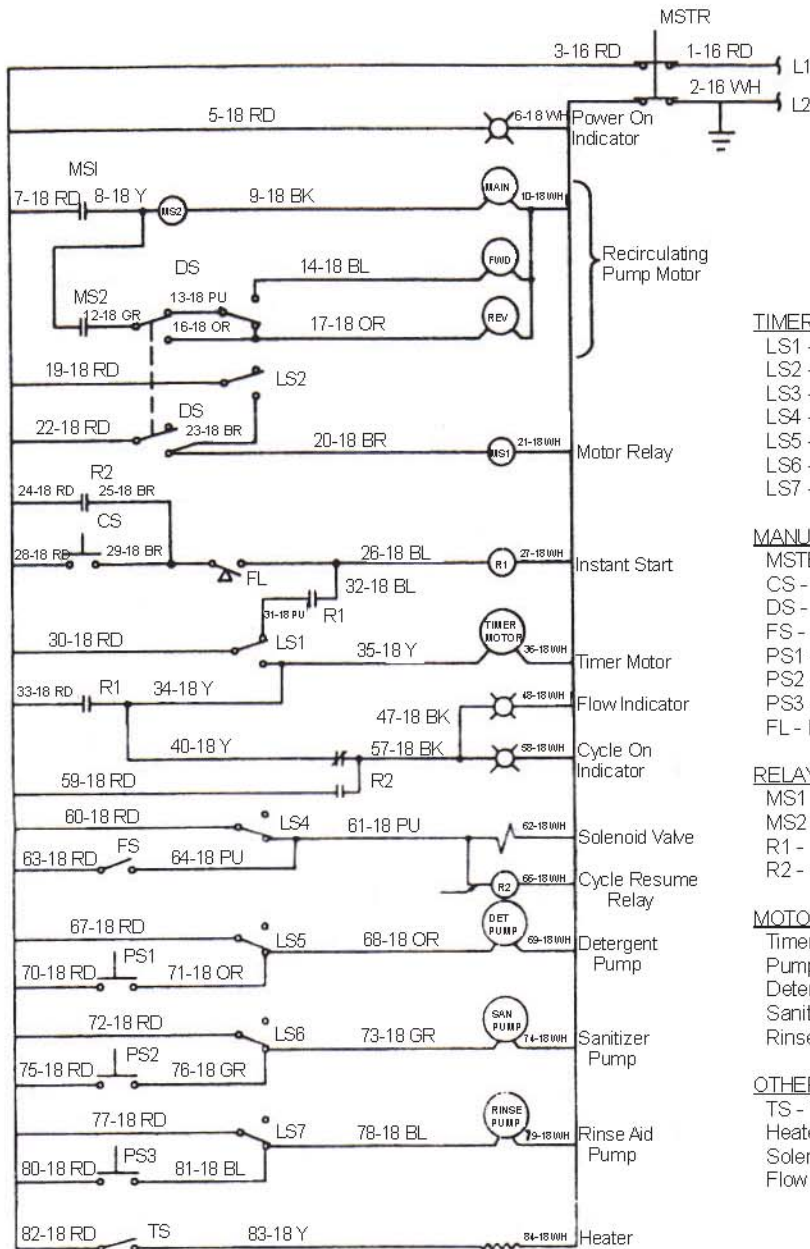 MSTR
3-16 RD 1-16 RD L1
2-16 WH L2
5-18 RD 6-18 WH Power On
Indicator
MSI
7-18 RD 8-18 Y MS2 9-18 BK MAIN 10-18 WH
DS 14-18 BL FWD Recirculating
Pump Motor
MS2 13-18 PU
12-18 GR 16-18 OR 17-18 OR REV
19-18 RD LS2
DS
22-18 RD 23-18 BR 20-18 BR MS1 21-18 WH Motor Relay
R2
24-18 RD 25-18 BR
CS
28-18 RD 29-18 BR FL 26-18 BL R1 27-18 WH Instant Start
32-18 BL
31-18 PU R1
30-18 RD LS1 35-18 Y TIMER MOTOR 36-18 WH Timer Motor
33-18 RD R1 34-18 Y
47-18 BK 48-18 WH Flow Indicator
40-18 Y 57-18 BK 58-18 WH Cycle On
Indicator
59-18 RD R2
60-18 RD LS4 61-18 PU 62-18 WH Solenoid Valve
FS
63-18 RD 64-18 PU
R2 66-18 WH Cycle Resume
Relay
67-18 RD LS5 68-18 OR DET PUMP 69-18 WH Detergent
Pump
PS1
70-18 RD 71-18 OR
72-18 RD LS6 73-18 GR SAN PUMP 74-18 WH Sanitizer
Pump
PS2
75-18 RD 76-18 GR
77-18 RD LS7 78-18 BL RINSE PUMP 79-18 WH Rinse Aid
Pump
PS3
80-18 RD 81-18 BL
82-18 RD TS 83-18 Y 84-18 WH Heater
TIMER
LS1 -
LS2 -
LS3 -
LS4 -
LS5 -
LS6 -
LS7 -
MANU
MSTR
CS -
DS -
FS -
PS1
PS2
PS3
FL -
RELAY
MS1
MS2
R1 -
R2 -
MOTO
Timer
Pump
Deter
Sanit
Rinse
OTHE
TS -
Heate
Solen
Flow